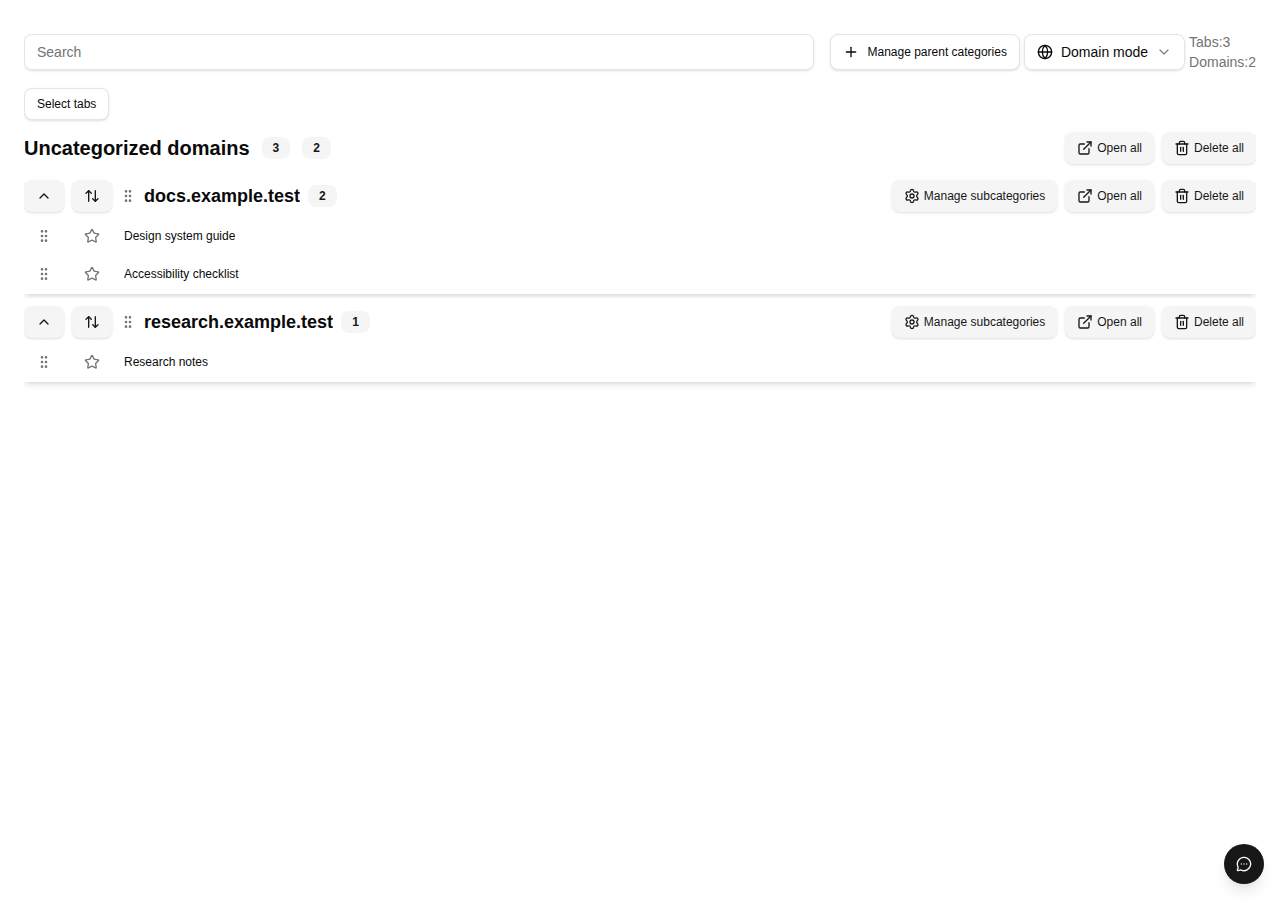 Search
Manage parent categories
Domain mode
Tabs:3
Domains:2
Select tabs
Uncategorized domains 3 2 Open all Delete all
docs.example.test 2 Manage subcategories Open all Delete all
Design system guide
Accessibility checklist
research.example.test 1 Manage subcategories Open all Delete all
Research notes